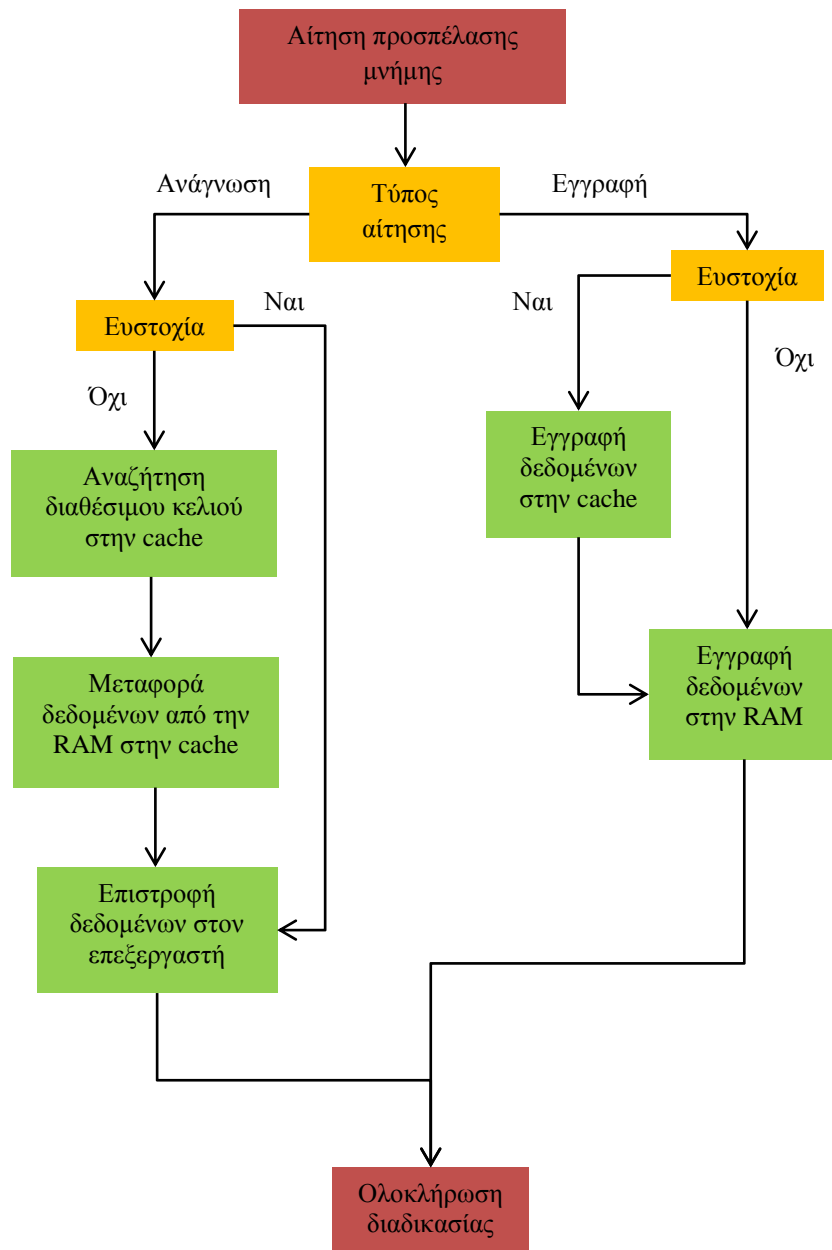 Αίτηση προσπέλασης
μνήμης
Ανάγνωση
Τύπος
αίτησης
Εγγραφή
Ευστοχία
Ναι
Ναι
Ευστοχία
Όχι
Όχι
Εγγραφή
δεδομένων
στην cache
Αναζήτηση
διαθέσιμου κελιού
στην cache
Εγγραφή
δεδομένων
στην RAM
Μεταφορά
δεδομένων από την
RAM στην cache
Επιστροφή
δεδομένων στον
επεξεργαστή
Ολοκλήρωση
διαδικασίας